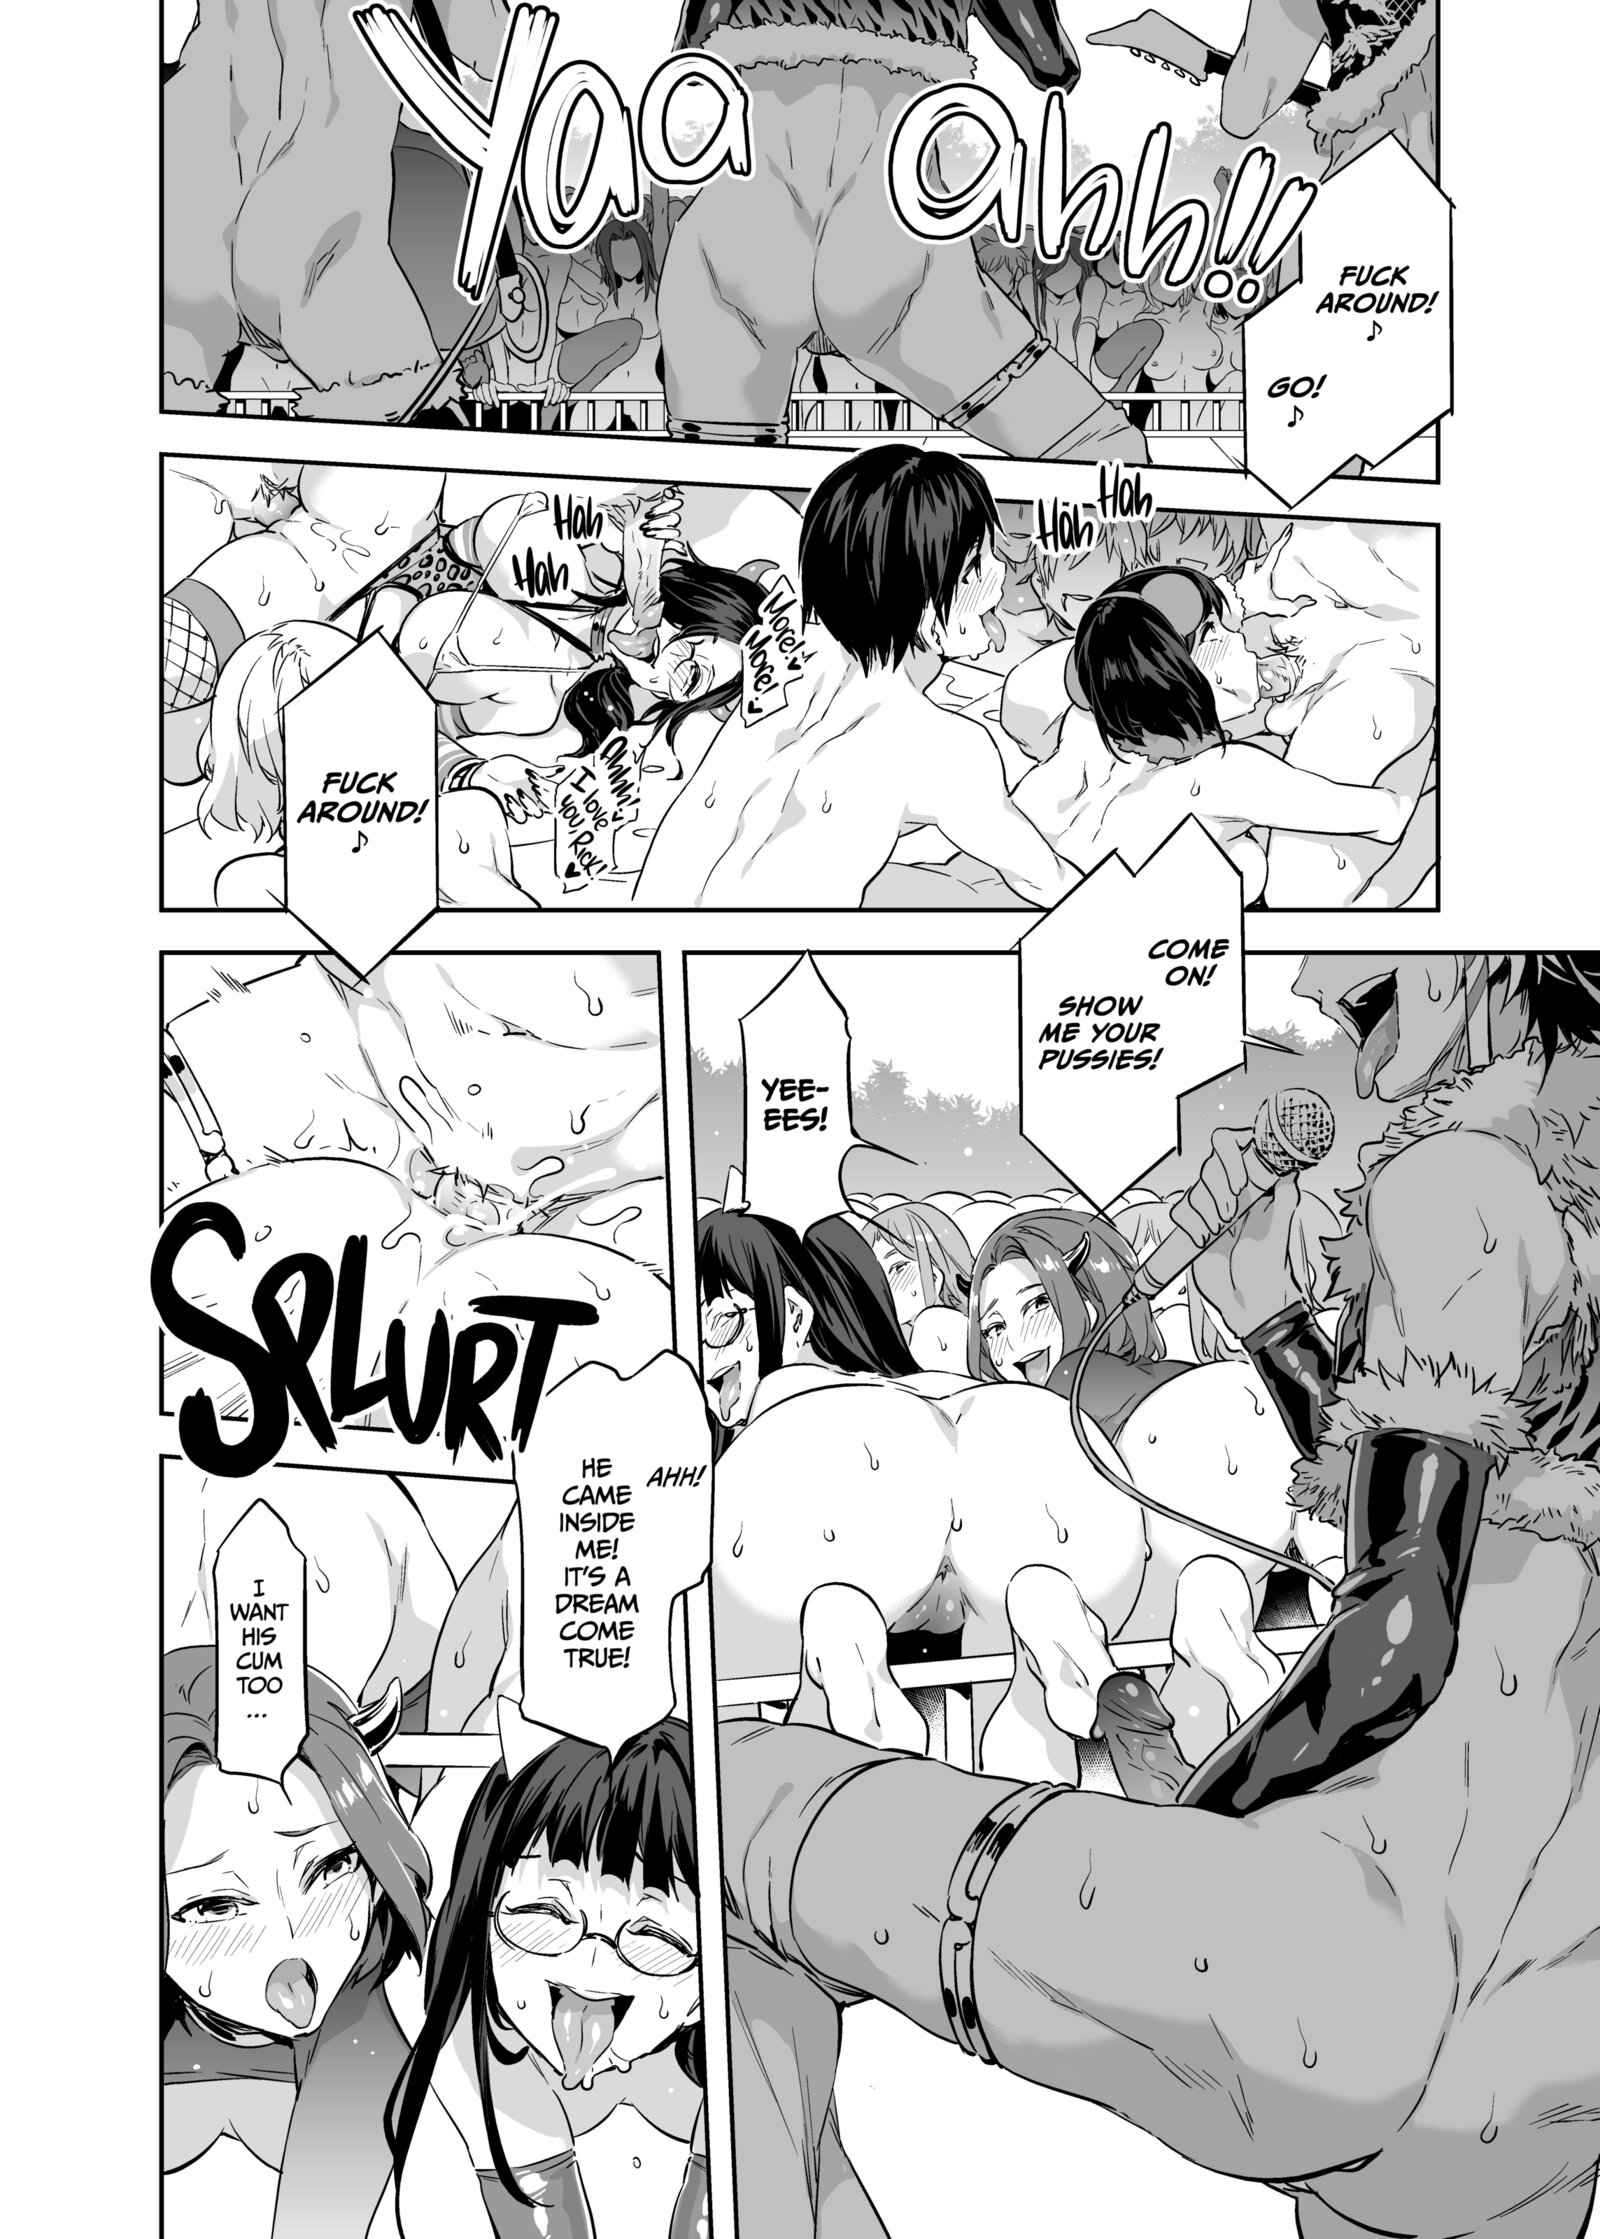 Yaa ahh!!
FUCK
AROUND!
♪
GO!
♪
Hah
Hah
Hah
Hah
More!♥
More!♥
Ahhh!♥
I love
you Rick!♥
FUCK
AROUND!
♪
COME
ON!
SHOW
ME YOUR
PUSSIES!
YEE-
EES!
SPLURT
AHH!
HE
CAME
INSIDE
ME!
IT'S A
DREAM
COME
TRUE!
I
WANT
HIS
CUM
TOO
...